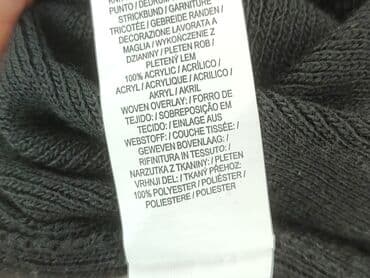 PUNTO / DEDURĂ
STRICKBUND / GARNITURE
TRICOTÉE / GEBREIDE RANDEN /
DECORAZIONE LAVORATA A
MAGLIA / WYKOŃCZENIE Z
DZIANINY / PLETEN ROB /
PLETENÝ LEM
100% ACRYLIC / ACRÍLICO /
ACRYL / ACRYLIQUE / ACRILICO /
AKRYL / AKRIL
WOVEN OVERLAY: / FORRO DE
TEJIDO: / SOBREPOSIÇÃO EM
TECIDO: / EINLAGE AUS
WEBSTOFF: / COUCHE TISSÉE: /
GEWEVEN BOVENLAAG: /
RIFINITURA IN TESSUTO: /
NARZUTKA Z TKANINY: / PLETEN
VRHNJI DEL: / TKANÝ PŘEHOZ:
100% POLYESTER / POLIÉSTER /
POLIESTERE / POLIESTER